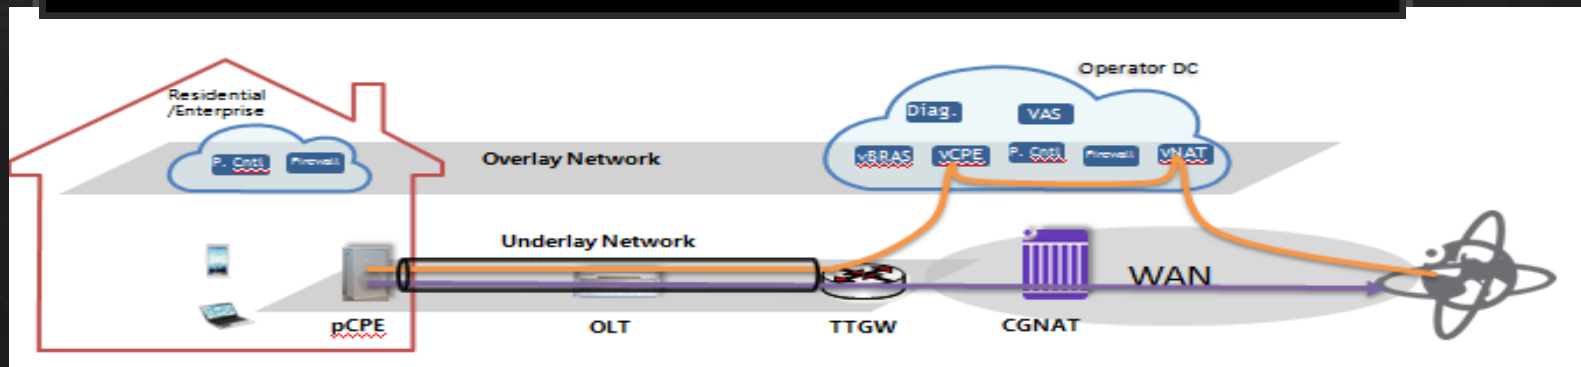 Operator DC
Residential
/Enterprise
Diag.
VAS
P. Cntl
Firewall
Overlay Network
vBRAS
vCPE
P. Cntl
Firewall
vNAT
Underlay Network
WAN
pCPE
OLT
TTGW
CGNAT